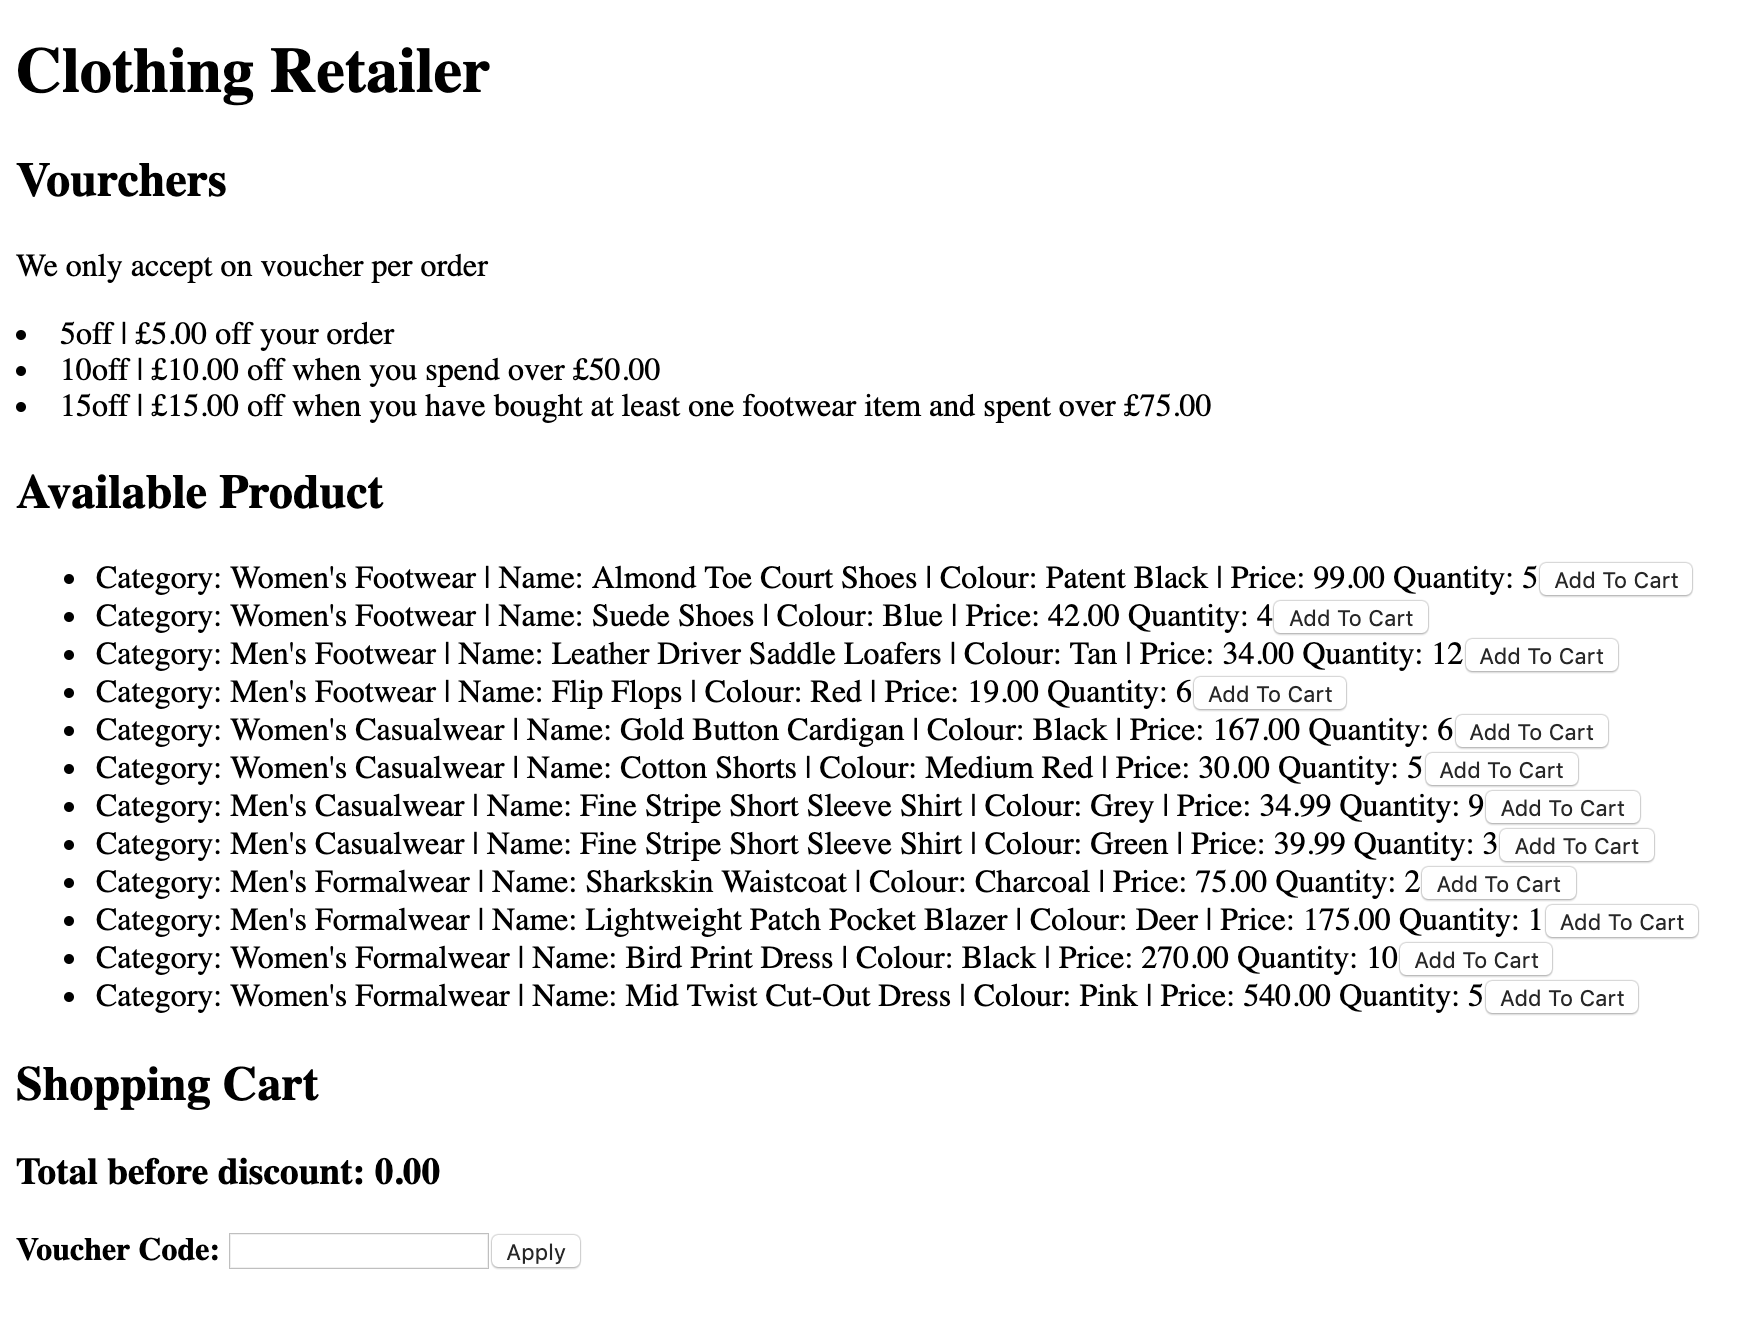 Clothing Retailer
Vourchers
We only accept on voucher per order
• 5off | £5.00 off your order
• 10off | £10.00 off when you spend over £50.00
• 15off | £15.00 off when you have bought at least one footwear item and spent over £75.00
Available Product
• Category: Women's Footwear | Name: Almond Toe Court Shoes | Colour: Patent Black | Price: 99.00 Quantity: 5 Add To Cart
• Category: Women's Footwear | Name: Suede Shoes | Colour: Blue | Price: 42.00 Quantity: 4 Add To Cart
• Category: Men's Footwear | Name: Leather Driver Saddle Loafers | Colour: Tan | Price: 34.00 Quantity: 12 Add To Cart
• Category: Men's Footwear | Name: Flip Flops | Colour: Red | Price: 19.00 Quantity: 6 Add To Cart
• Category: Women's Casualwear | Name: Gold Button Cardigan | Colour: Black | Price: 167.00 Quantity: 6 Add To Cart
• Category: Women's Casualwear | Name: Cotton Shorts | Colour: Medium Red | Price: 30.00 Quantity: 5 Add To Cart
• Category: Men's Casualwear | Name: Fine Stripe Short Sleeve Shirt | Colour: Grey | Price: 34.99 Quantity: 9 Add To Cart
• Category: Men's Casualwear | Name: Fine Stripe Short Sleeve Shirt | Colour: Green | Price: 39.99 Quantity: 3 Add To Cart
• Category: Men's Formalwear | Name: Sharkskin Waistcoat | Colour: Charcoal | Price: 75.00 Quantity: 2 Add To Cart
• Category: Men's Formalwear | Name: Lightweight Patch Pocket Blazer | Colour: Deer | Price: 175.00 Quantity: 1 Add To Cart
• Category: Women's Formalwear | Name: Bird Print Dress | Colour: Black | Price: 270.00 Quantity: 10 Add To Cart
• Category: Women's Formalwear | Name: Mid Twist Cut-Out Dress | Colour: Pink | Price: 540.00 Quantity: 5 Add To Cart
Shopping Cart
Total before discount: 0.00
Voucher Code: Apply